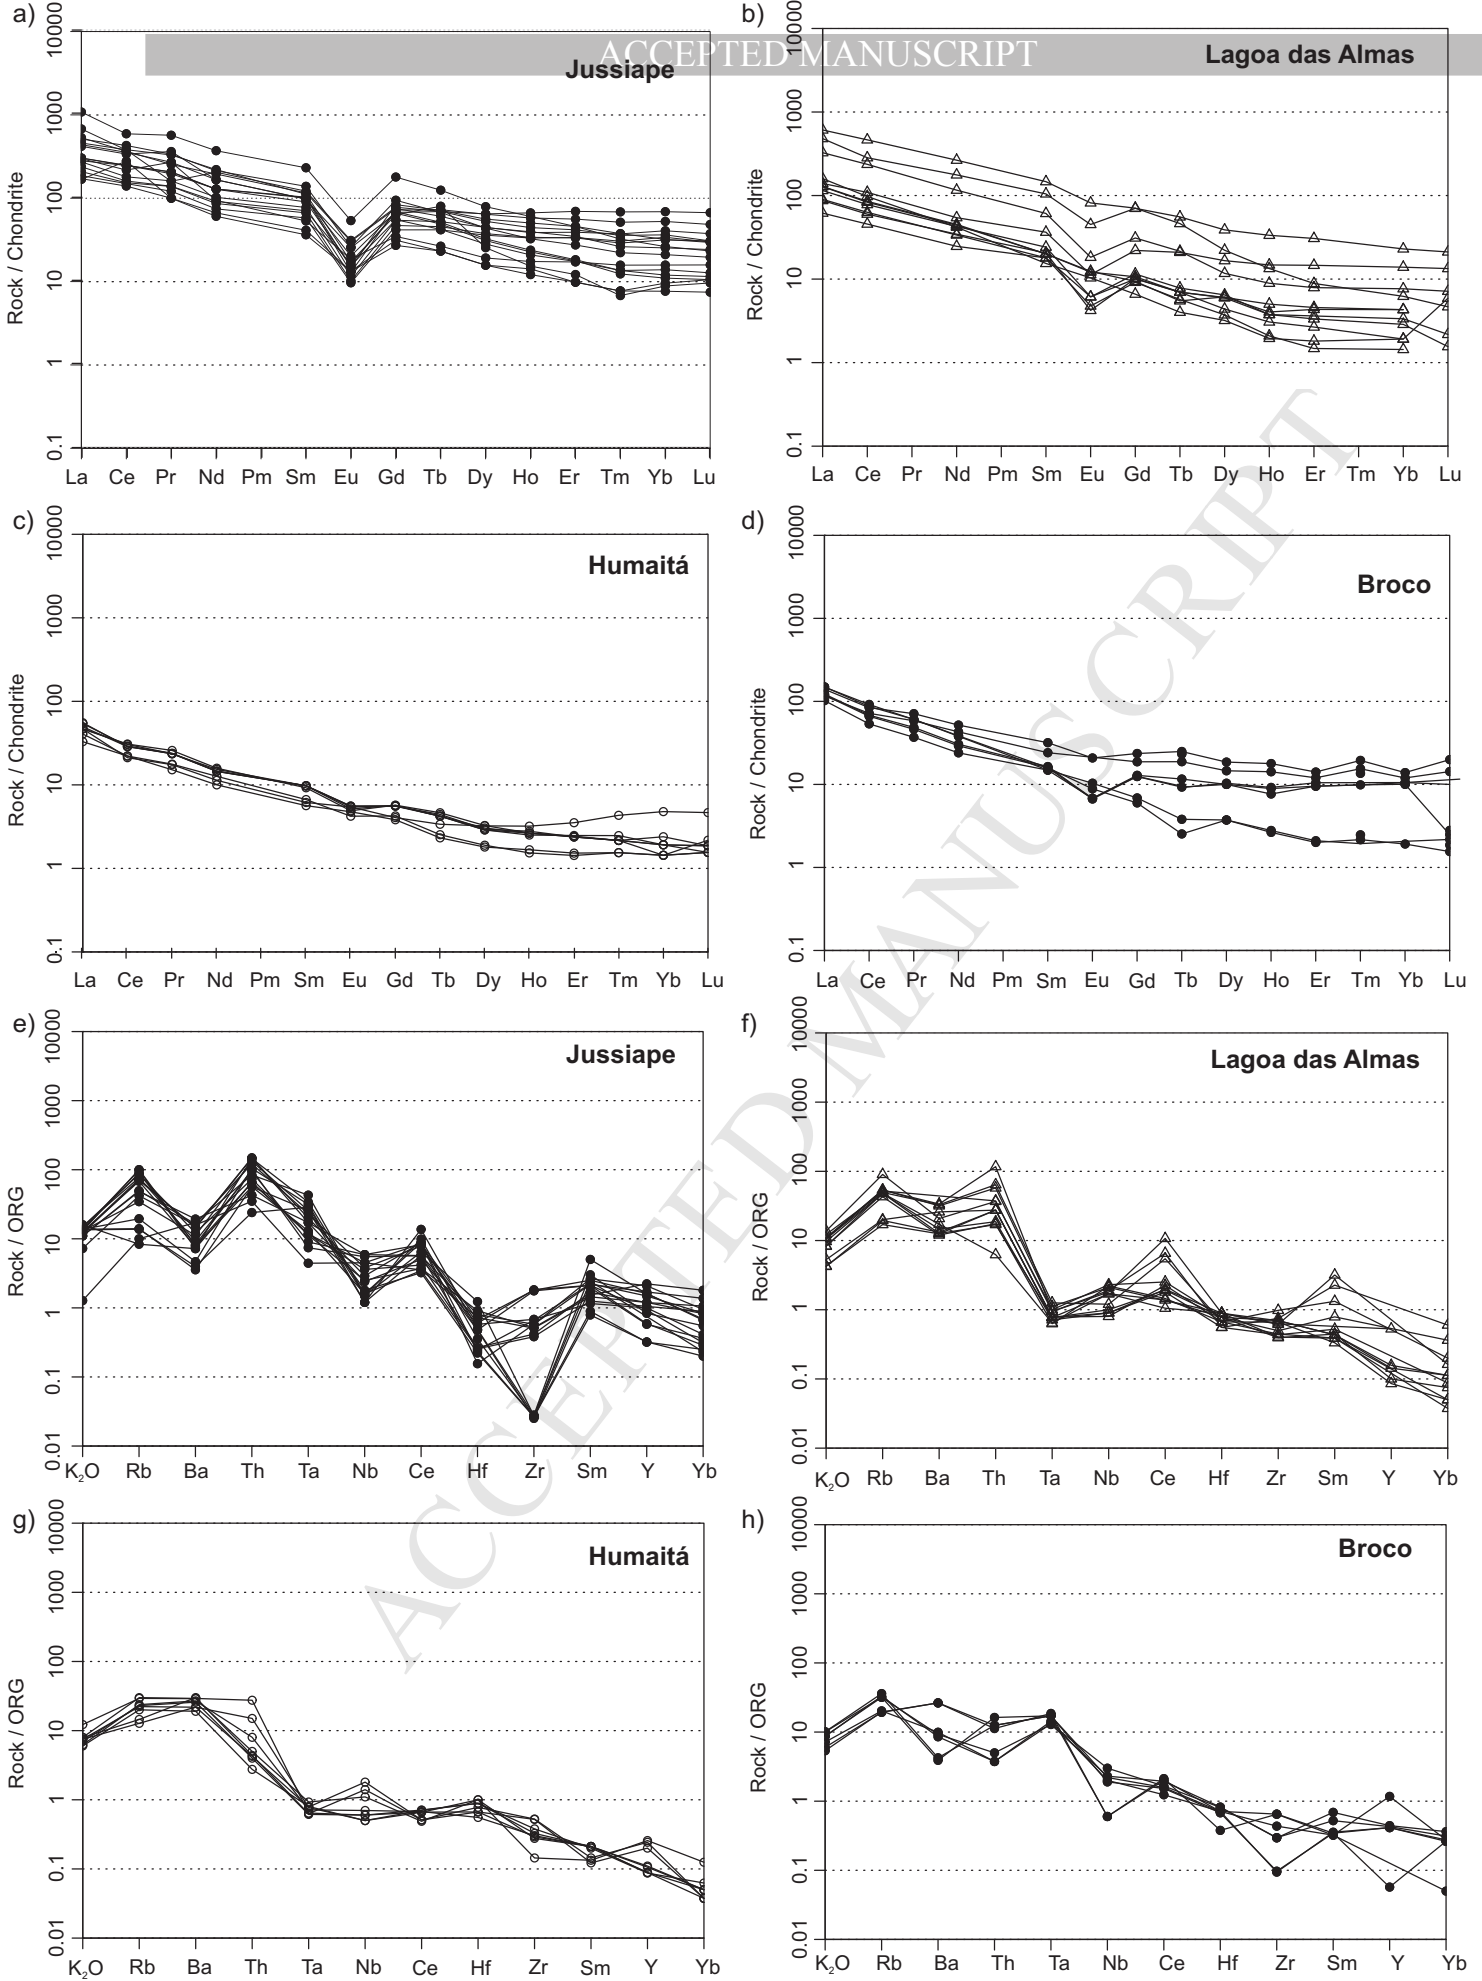 ACCEPTED MANUSCRIPT
a)
Jussiape
Rock / Chondrite
10000
1000
100
10
1
0.1
La Ce Pr Nd Pm Sm Eu Gd Tb Dy Ho Er Tm Yb Lu
b)
Lagoa das Almas
Rock / Chondrite
10000
1000
100
10
1
0.1
La Ce Pr Nd Pm Sm Eu Gd Tb Dy Ho Er Tm Yb Lu
c)
Humaitá
Rock / Chondrite
10000
1000
100
10
1
0.1
La Ce Pr Nd Pm Sm Eu Gd Tb Dy Ho Er Tm Yb Lu
d)
Broco
Rock / Chondrite
10000
1000
100
10
1
0.1
La Ce Pr Nd Pm Sm Eu Gd Tb Dy Ho Er Tm Yb Lu
e)
Jussiape
Rock / ORG
10000
1000
100
10
1
0.1
0.01
K₂O Rb Ba Th Ta Nb Ce Hf Zr Sm Y Yb
f)
Lagoa das Almas
Rock / ORG
10000
1000
100
10
1
0.1
0.01
K₂O Rb Ba Th Ta Nb Ce Hf Zr Sm Y Yb
g)
Humaitá
Rock / ORG
10000
1000
100
10
1
0.1
0.01
K₂O Rb Ba Th Ta Nb Ce Hf Zr Sm Y Yb
h)
Broco
Rock / ORG
10000
1000
100
10
1
0.1
0.01
K₂O Rb Ba Th Ta Nb Ce Hf Zr Sm Y Yb
ACCEPTED MANUSCRIPT